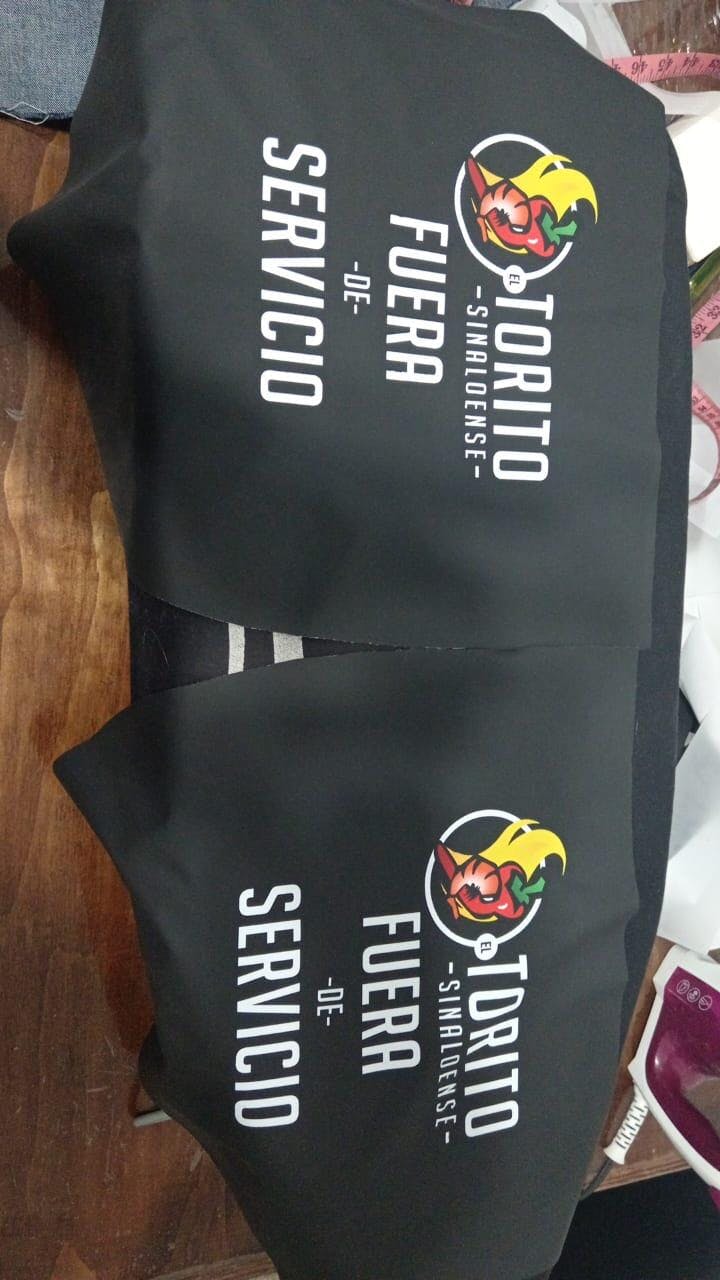 EL TORITO
-SINALOENSE-
FUERA
-DE-
SERVICIO
EL TORITO
-SINALOENSE-
FUERA
-DE-
SERVICIO